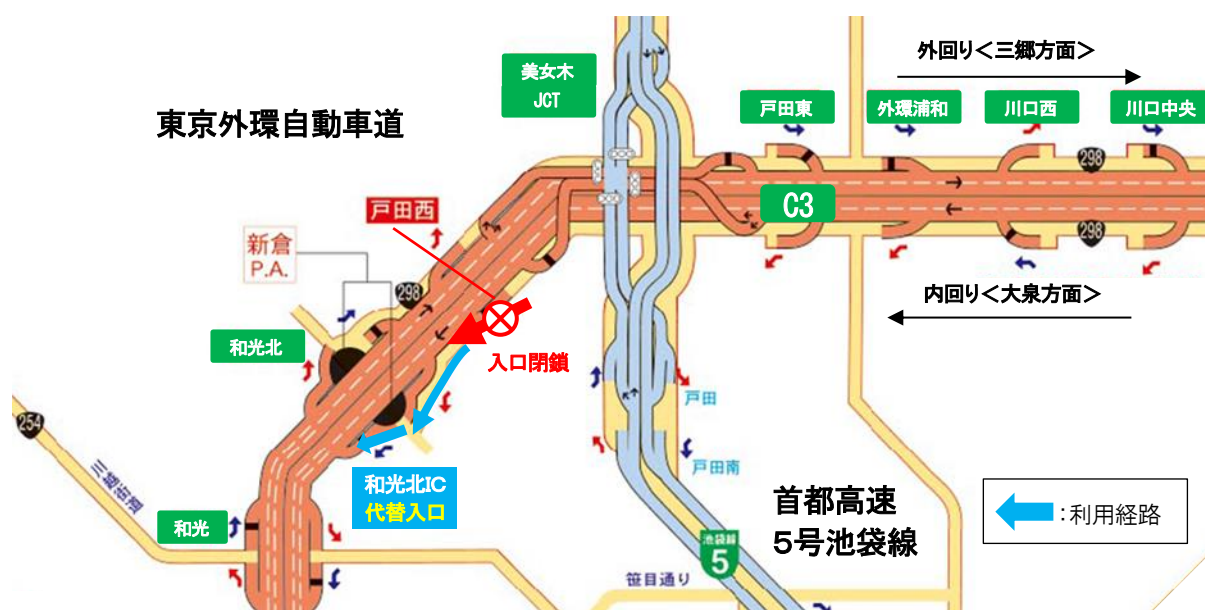 外回り<三郷方面>
美女木
JCT
戸田東
外環浦和
川口西
川口中央
東京外環自動車道
298
戸田西
C3
新倉
P.A.
298
298
内回り<大泉方面>
和光北
入口閉鎖
戸田
254
川越街道
戸田南
和光北IC
代替入口
首都高速
5号池袋線
:利用経路
和光
池袋線
5
笹目通り